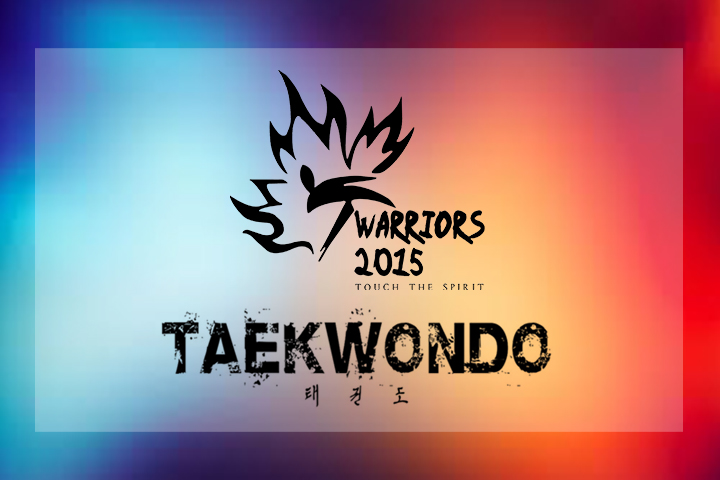 WARRIORS
2015
TOUCH THE SPIRIT
TAEKWONDO
태 권 도